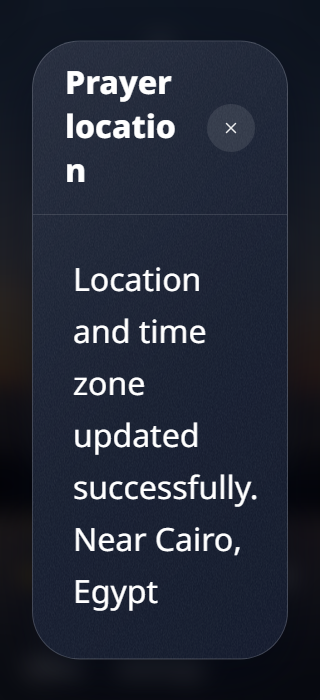 Prayer
locatio
n
×
Location
and time
zone
updated
successfully.
Near Cairo,
Egypt